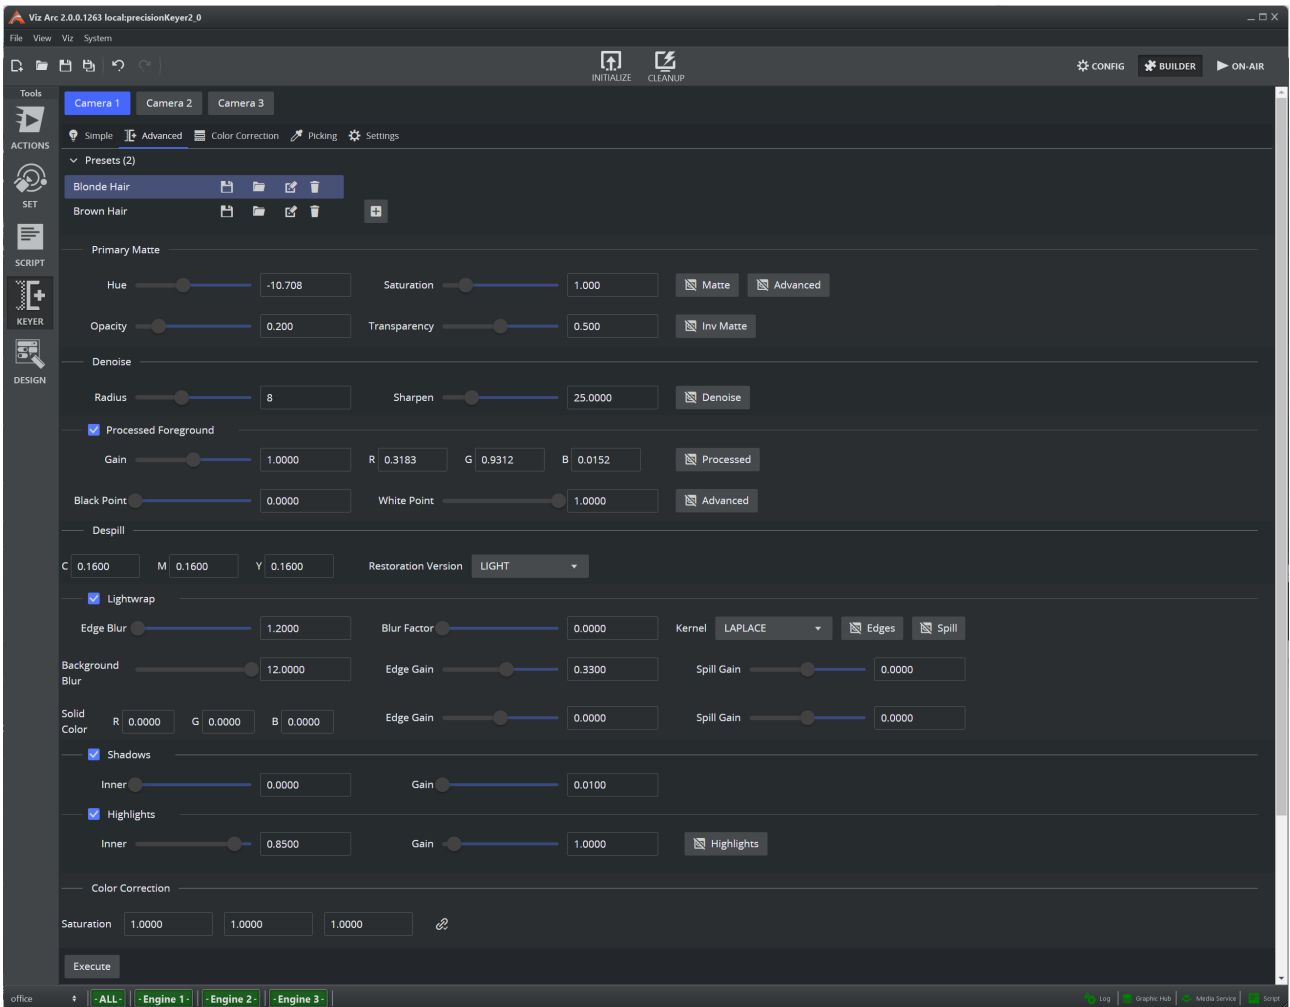 Viz Arc 2.0.0.1263 local:precisionKeyer2_0
File View Viz System
INITIALIZE CLEANUP CONFIG BUILDER ON-AIR
Tools
ACTIONS
SET
SCRIPT
KEYER
DESIGN
Camera 1 Camera 2 Camera 3
Simple Advanced Color Correction Picking Settings
Presets (2)
Blonde Hair
Brown Hair
Primary Matte
Hue -10.708 Saturation 1.000 Matte Advanced
Opacity 0.200 Transparency 0.500 Inv Matte
Denoise
Radius 8 Sharpen 25.0000 Denoise
Processed Foreground
Gain 1.0000 R 0.3183 G 0.9312 B 0.0152 Processed
Black Point 0.0000 White Point 1.0000 Advanced
Despill
C 0.1600 M 0.1600 Y 0.1600 Restoration Version LIGHT
Lightwrap
Edge Blur 1.2000 Blur Factor 0.0000 Kernel LAPLACE Edges Spill
Background Blur 12.0000 Edge Gain 0.3300 Spill Gain 0.0000
Solid Color R 0.0000 G 0.0000 B 0.0000 Edge Gain 0.0000 Spill Gain 0.0000
Shadows
Inner 0.0000 Gain 0.0100
Highlights
Inner 0.8500 Gain 1.0000 Highlights
Color Correction
Saturation 1.0000 1.0000 1.0000
Execute
office - ALL - - Engine 1 - - Engine 2 - - Engine 3 - Log Graphic Hub Media Service Script